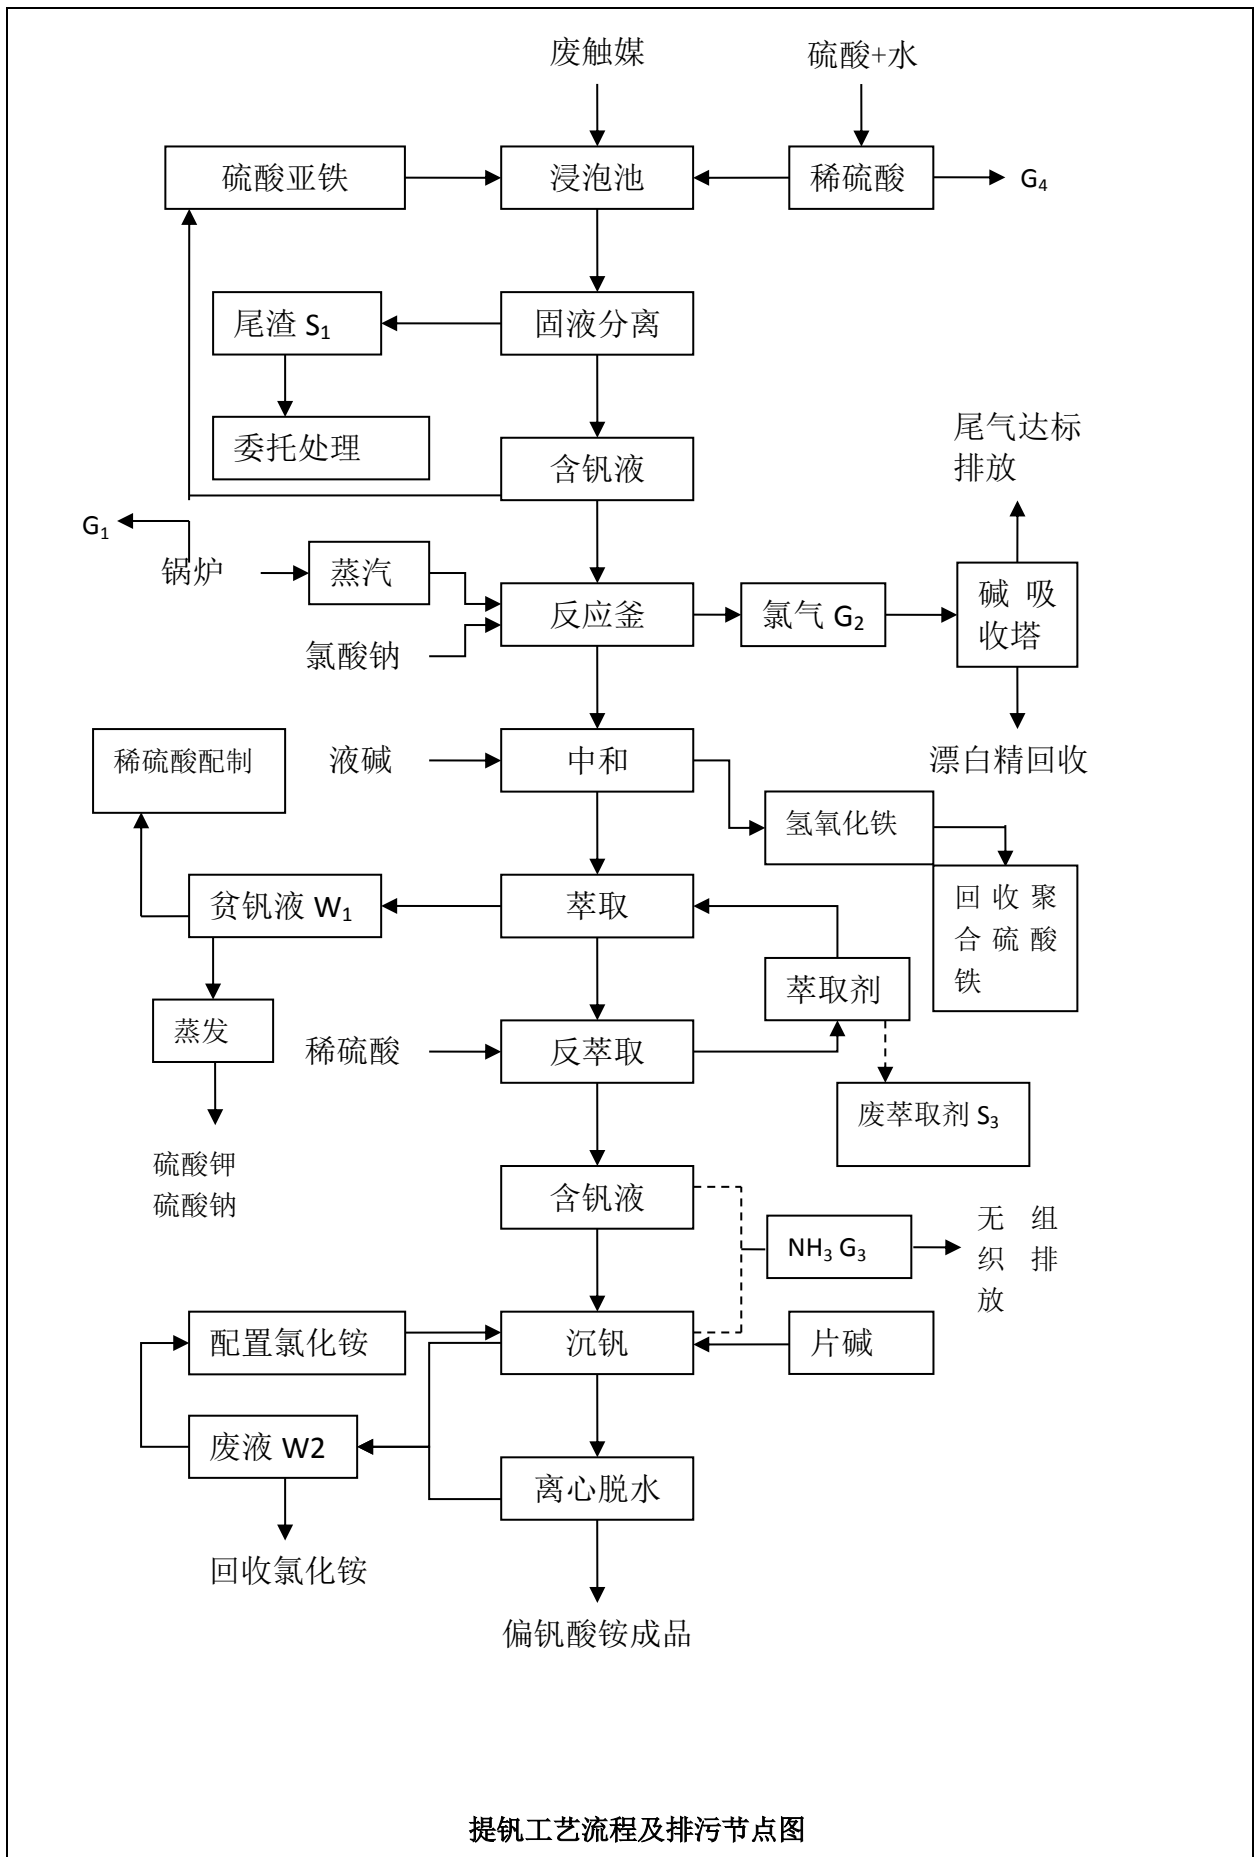 废触媒
硫酸+水
硫酸亚铁
浸泡池
稀硫酸
G₄
尾渣 S₁
固液分离
委托处理
含钒液
尾气达标
排放
G₁
锅炉
蒸汽
反应釜
氯气 G₂
碱 吸
收塔
氯酸钠
稀硫酸配制
液碱
中和
漂白精回收
氢氧化铁
贫钒液 W₁
萃取
回 收 聚
合 硫 酸
铁
萃取剂
蒸发
稀硫酸
反萃取
废萃取剂 S₃
硫酸钾
硫酸钠
含钒液
NH₃ G₃
无 组
织 排
放
配置氯化铵
沉钒
片碱
废液 W2
离心脱水
回收氯化铵
偏钒酸铵成品
提钒工艺流程及排污节点图